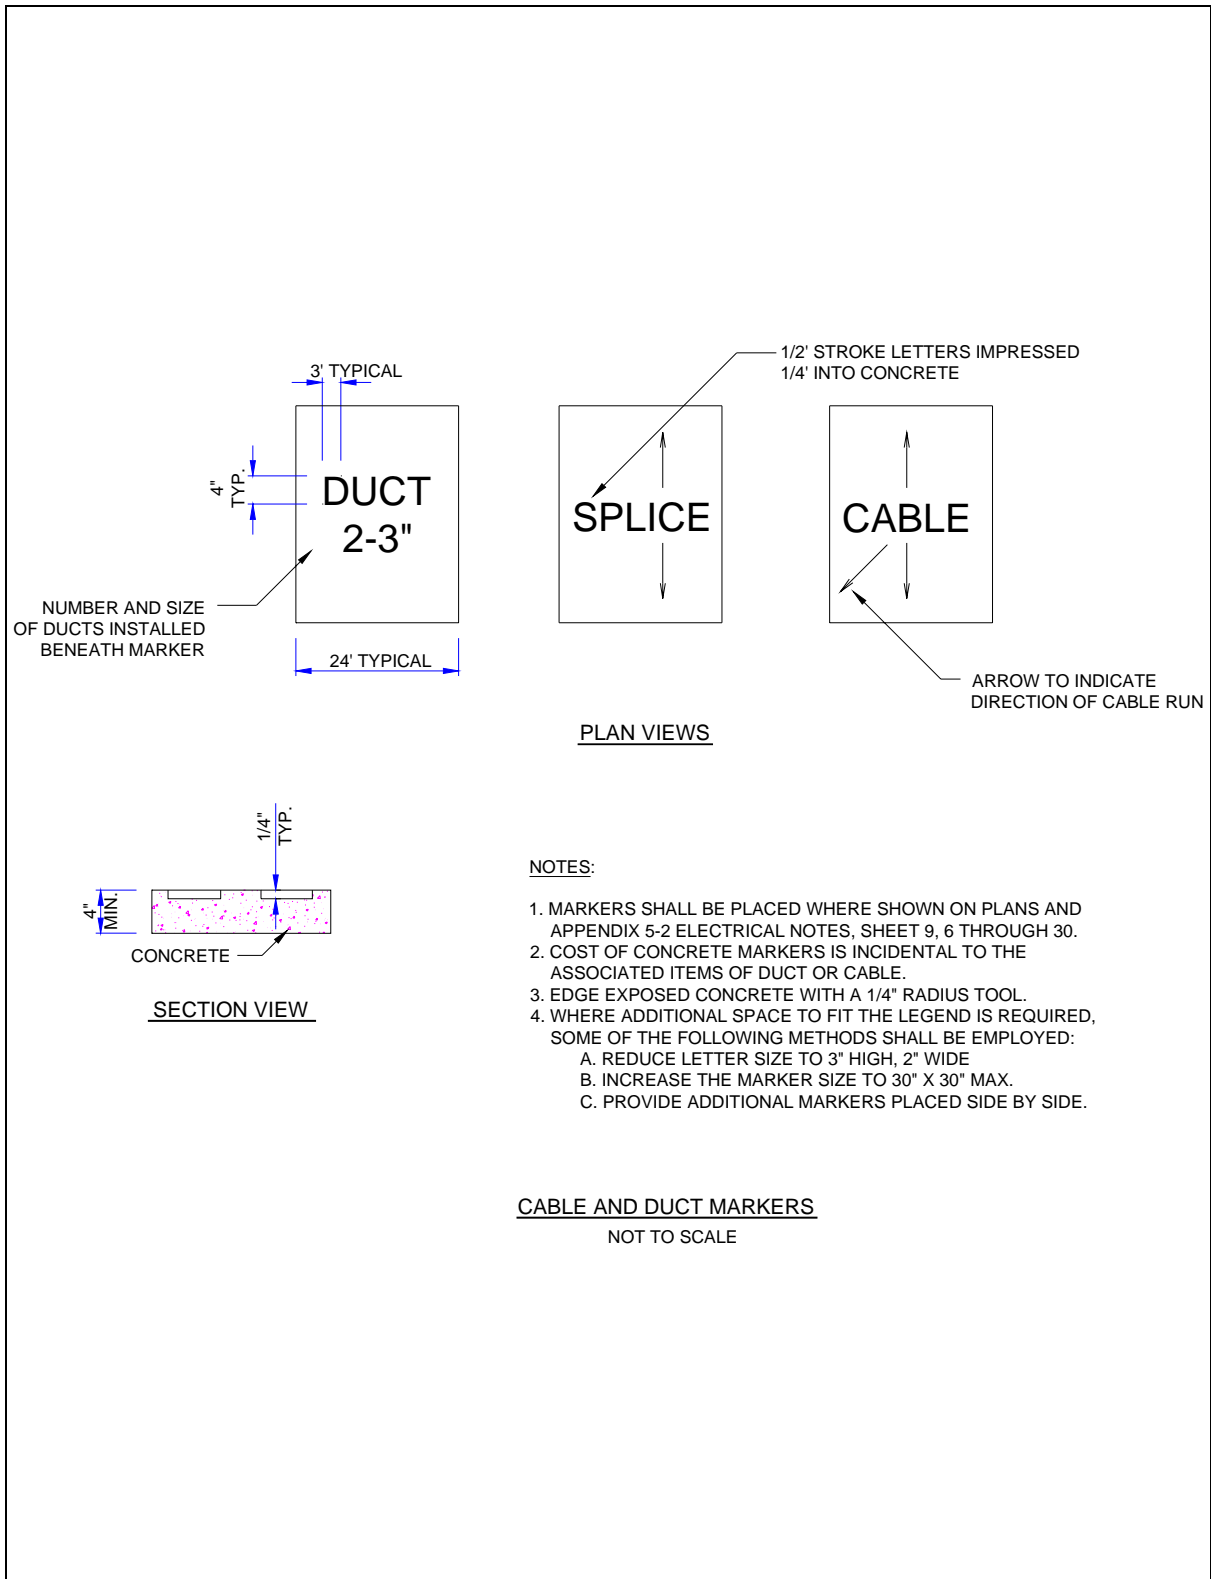 3' TYPICAL
4"
TYP.
DUCT
2-3"
NUMBER AND SIZE
OF DUCTS INSTALLED
BENEATH MARKER
24' TYPICAL
1/2' STROKE LETTERS IMPRESSED
1/4' INTO CONCRETE
SPLICE
CABLE
ARROW TO INDICATE
DIRECTION OF CABLE RUN
PLAN VIEWS
1/4"
TYP.
4"
MIN.
CONCRETE
SECTION VIEW
NOTES:
1. MARKERS SHALL BE PLACED WHERE SHOWN ON PLANS AND
APPENDIX 5-2 ELECTRICAL NOTES, SHEET 9, 6 THROUGH 30.
2. COST OF CONCRETE MARKERS IS INCIDENTAL TO THE
ASSOCIATED ITEMS OF DUCT OR CABLE.
3. EDGE EXPOSED CONCRETE WITH A 1/4" RADIUS TOOL.
4. WHERE ADDITIONAL SPACE TO FIT THE LEGEND IS REQUIRED,
SOME OF THE FOLLOWING METHODS SHALL BE EMPLOYED:
A. REDUCE LETTER SIZE TO 3" HIGH, 2" WIDE
B. INCREASE THE MARKER SIZE TO 30" X 30" MAX.
C. PROVIDE ADDITIONAL MARKERS PLACED SIDE BY SIDE.
CABLE AND DUCT MARKERS
NOT TO SCALE